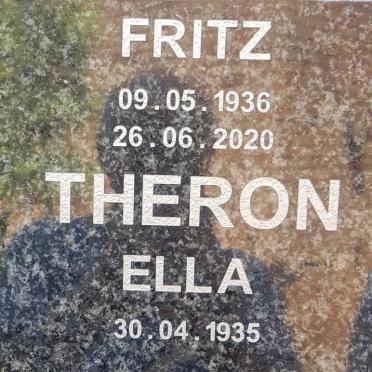 FRITZ
09.05.1936
26.06.2020
THERON
ELLA
30.04.1935